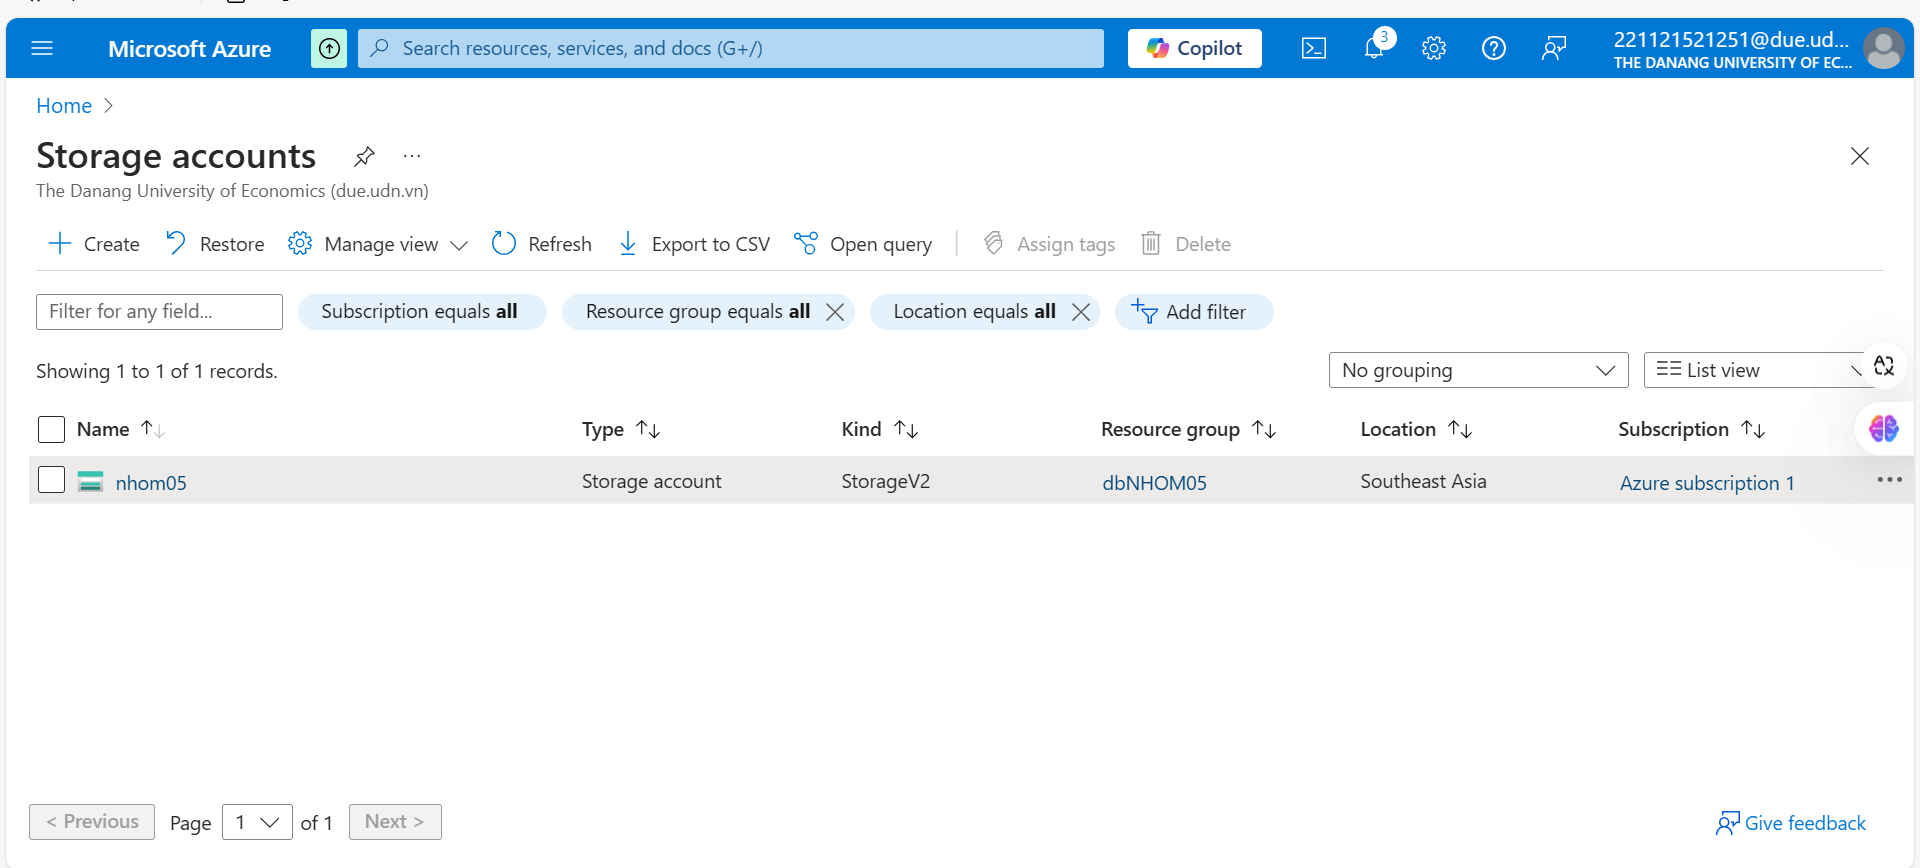 Microsoft Azure
Search resources, services, and docs (G+/)
Copilot
3
221121521251@due.ud...
THE DANANG UNIVERSITY OF EC...
Home
Storage accounts
The Danang University of Economics (due.udn.vn)
Create
Restore
Manage view
Refresh
Export to CSV
Open query
Assign tags
Delete
Filter for any field...
Subscription equals all
Resource group equals all
Location equals all
Add filter
Showing 1 to 1 of 1 records.
No grouping
List view
Name
Type
Kind
Resource group
Location
Subscription
nhom05
Storage account
StorageV2
dbNHOM05
Southeast Asia
Azure subscription 1
< Previous
Page
1
of 1
Next >
Give feedback